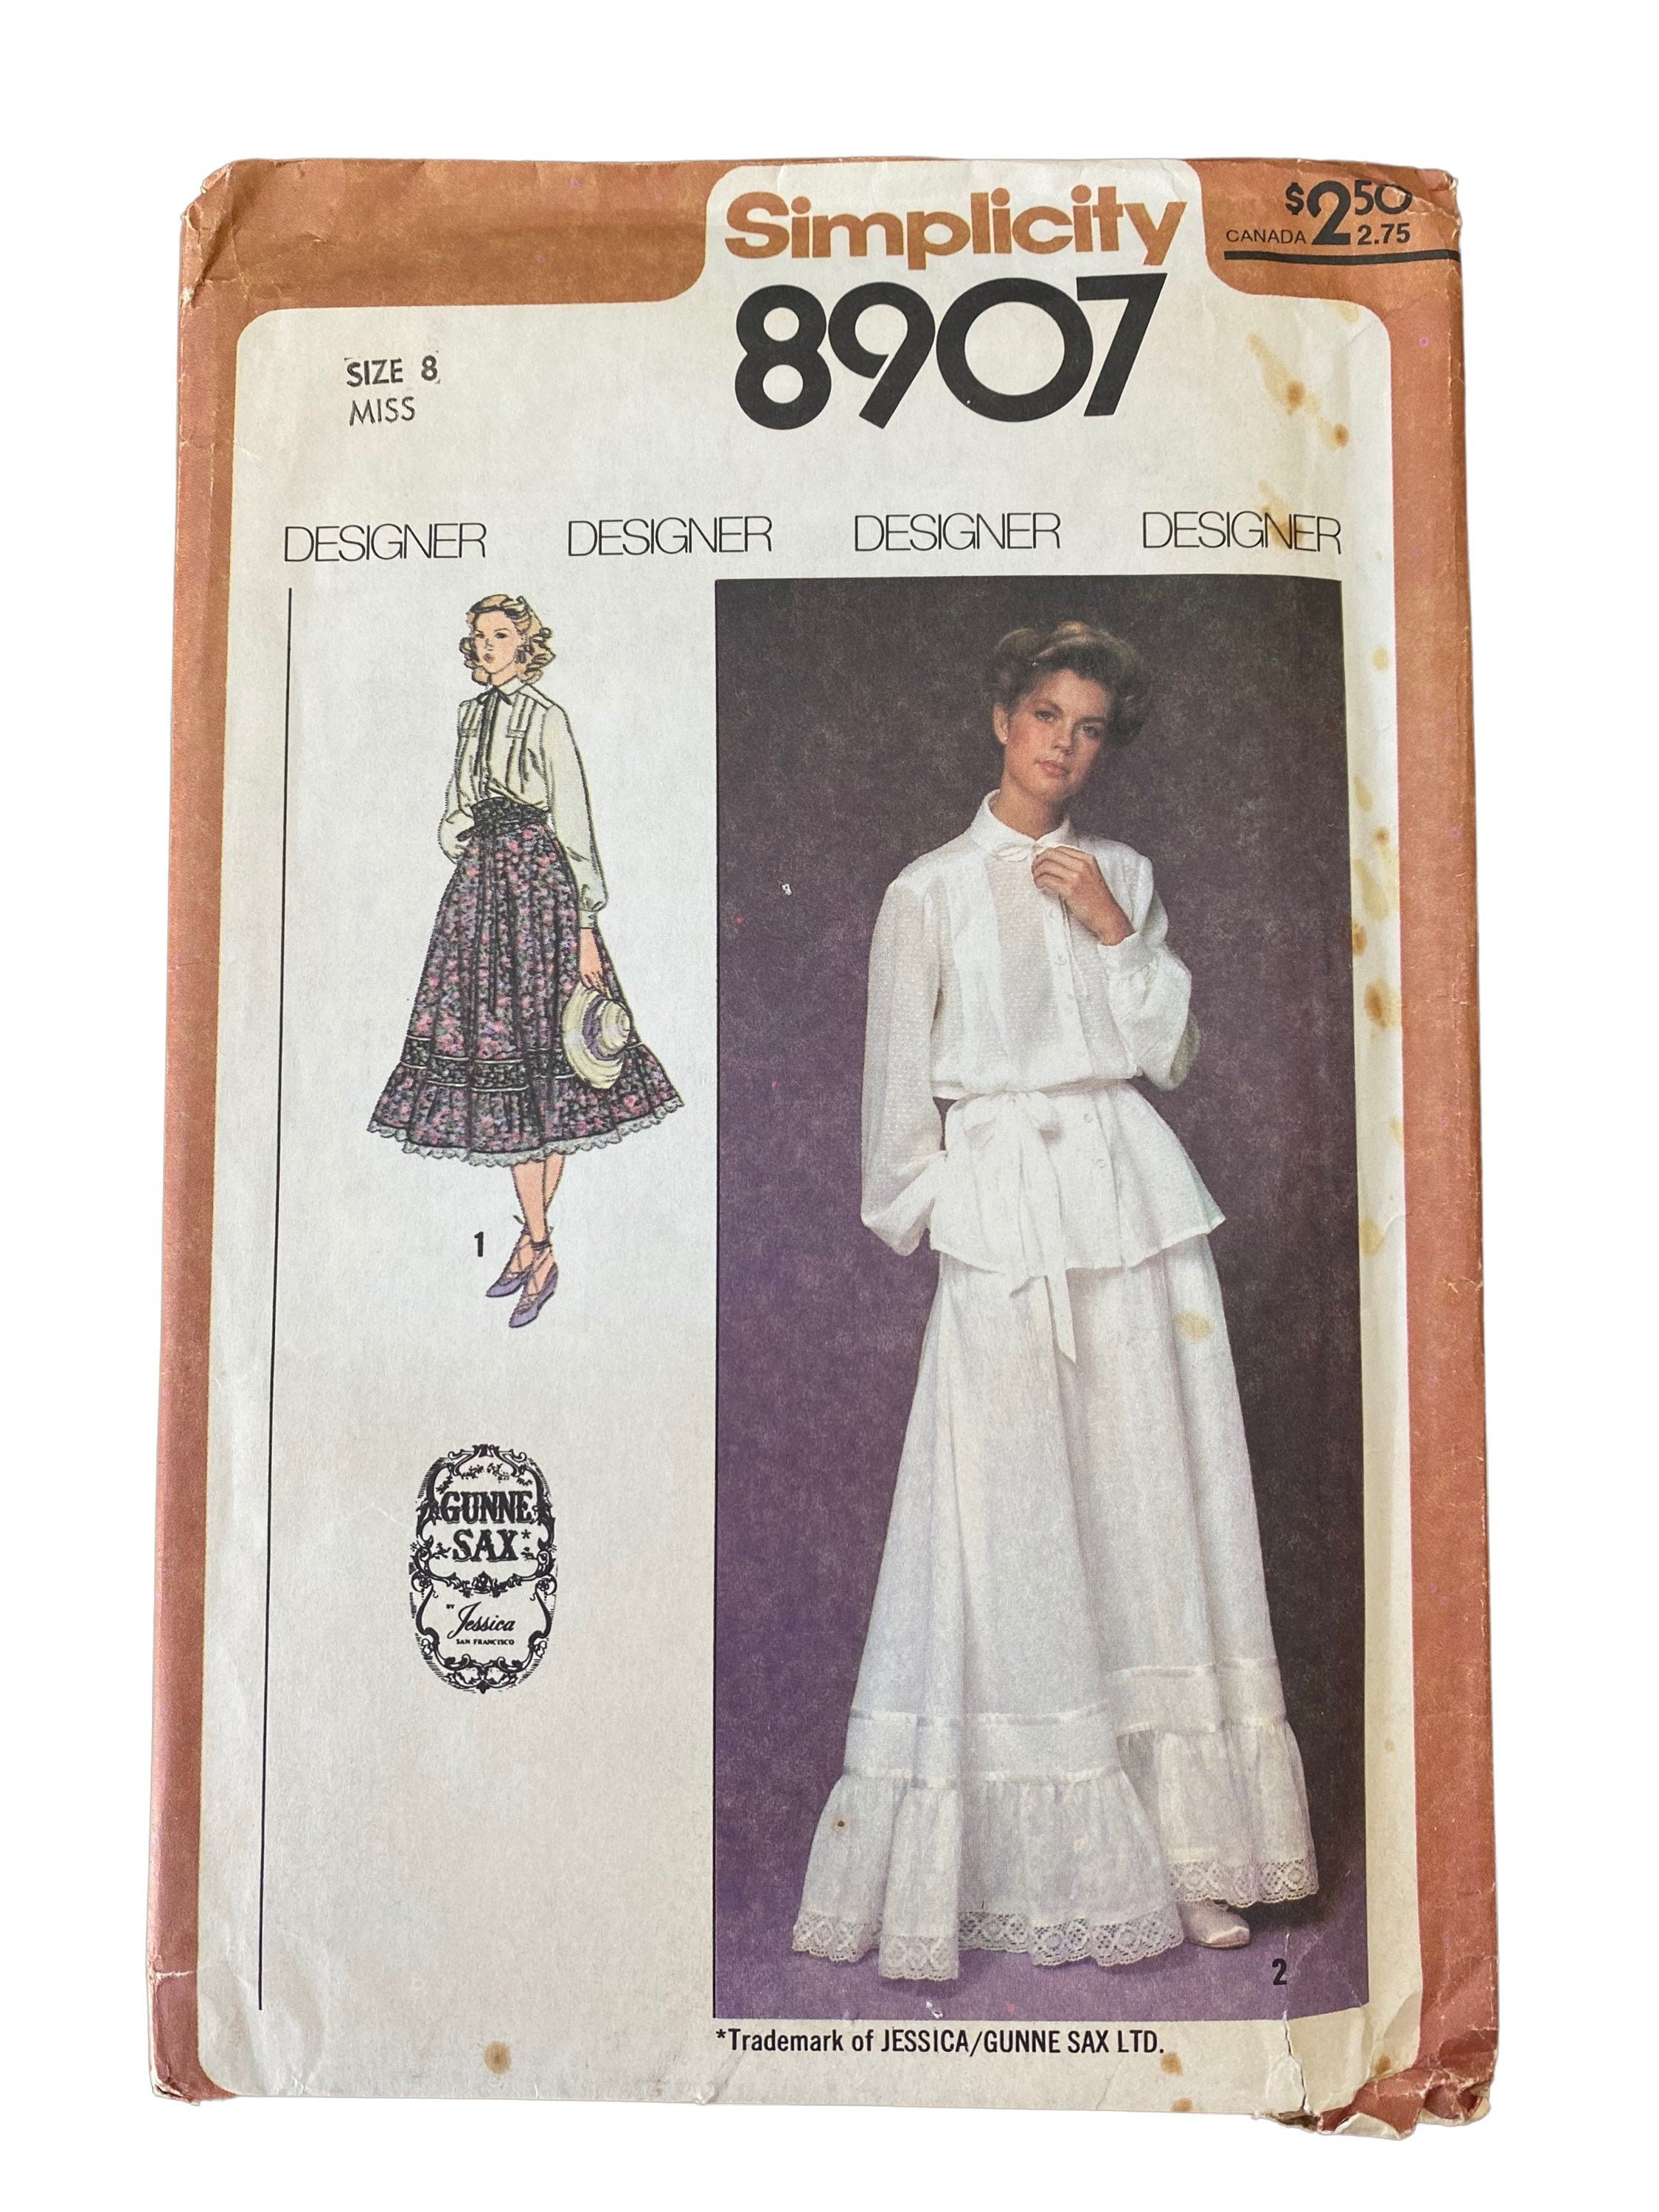 Simplicity
$2.50
CANADA 2.75
8907
SIZE 8
MISS
DESIGNER DESIGNER DESIGNER DESIGNER
1
GUNNE
SAX*
BY
Jessica
SAN FRANCISCO
2
*Trademark of JESSICA/GUNNE SAX LTD.